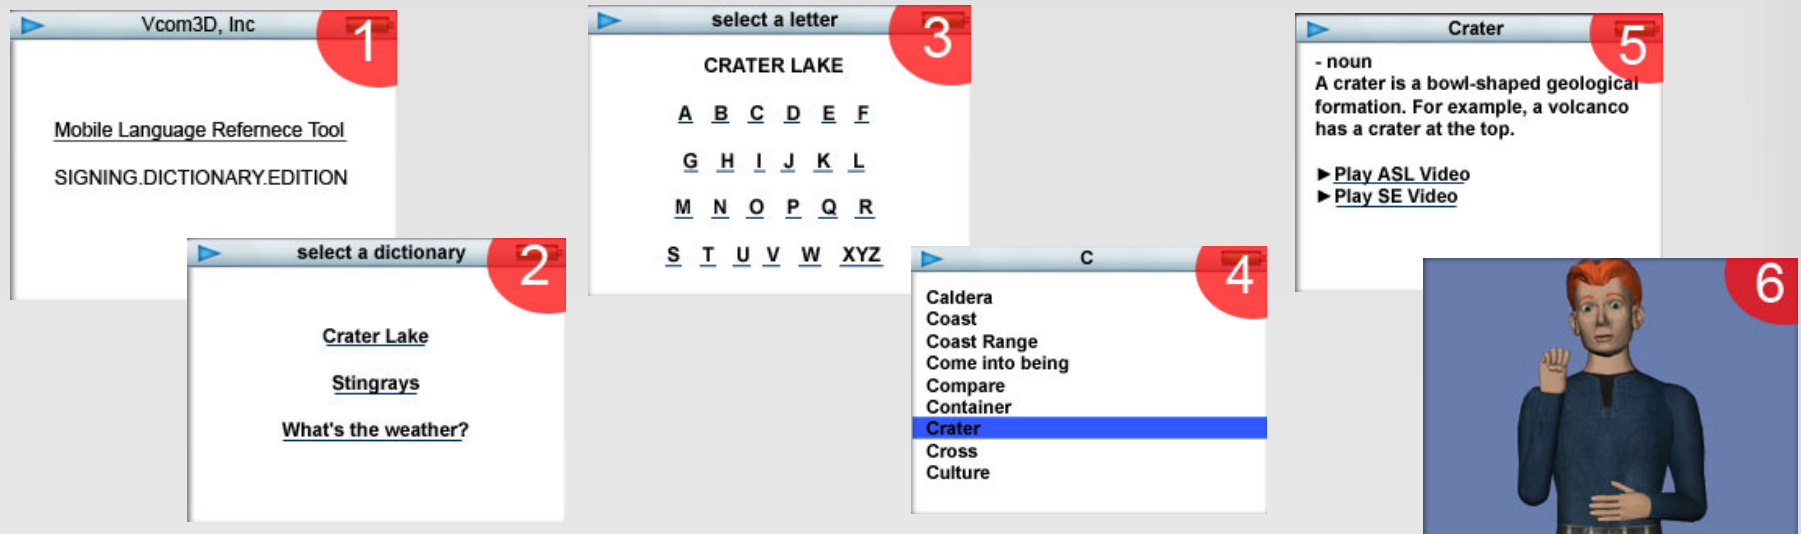 Vcom3D, Inc
1
Mobile Language Refernece Tool
SIGNING.DICTIONARY.EDITION
select a dictionary
2
Crater Lake
Stingrays
What's the weather?
select a letter
3
CRATER LAKE
A B C D E F
G H I J K L
M N O P Q R
S T U V W XYZ
C
4
Caldera
Coast
Coast Range
Come into being
Compare
Container
Crater
Cross
Culture
Crater
5
- noun
A crater is a bowl-shaped geological
formation. For example, a volcanco
has a crater at the top.
►Play ASL Video
►Play SE Video
6